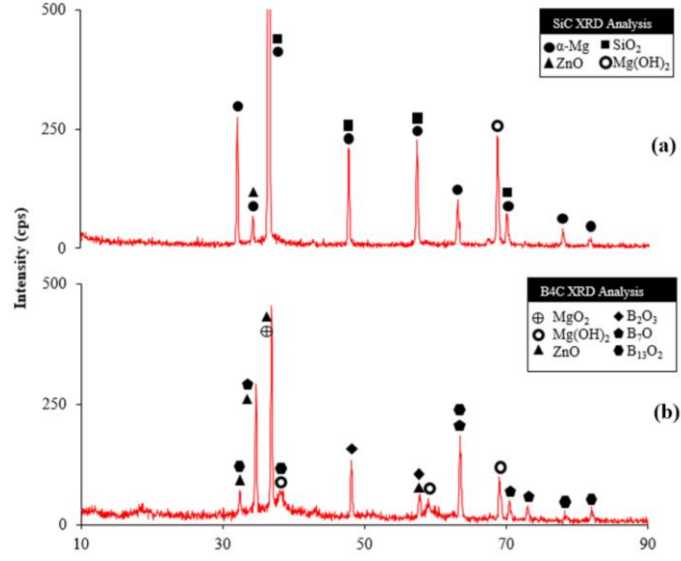 500
SiC XRD Analysis
α-Mg SiO₂
ZnO Mg(OH)₂
250
(a)
0
Intensity (cps)
500
B4C XRD Analysis
MgO₂ B₂O₃
Mg(OH)₂ B₇O
ZnO B₁₃O₂
250
(b)
0
10 30 50 70 90